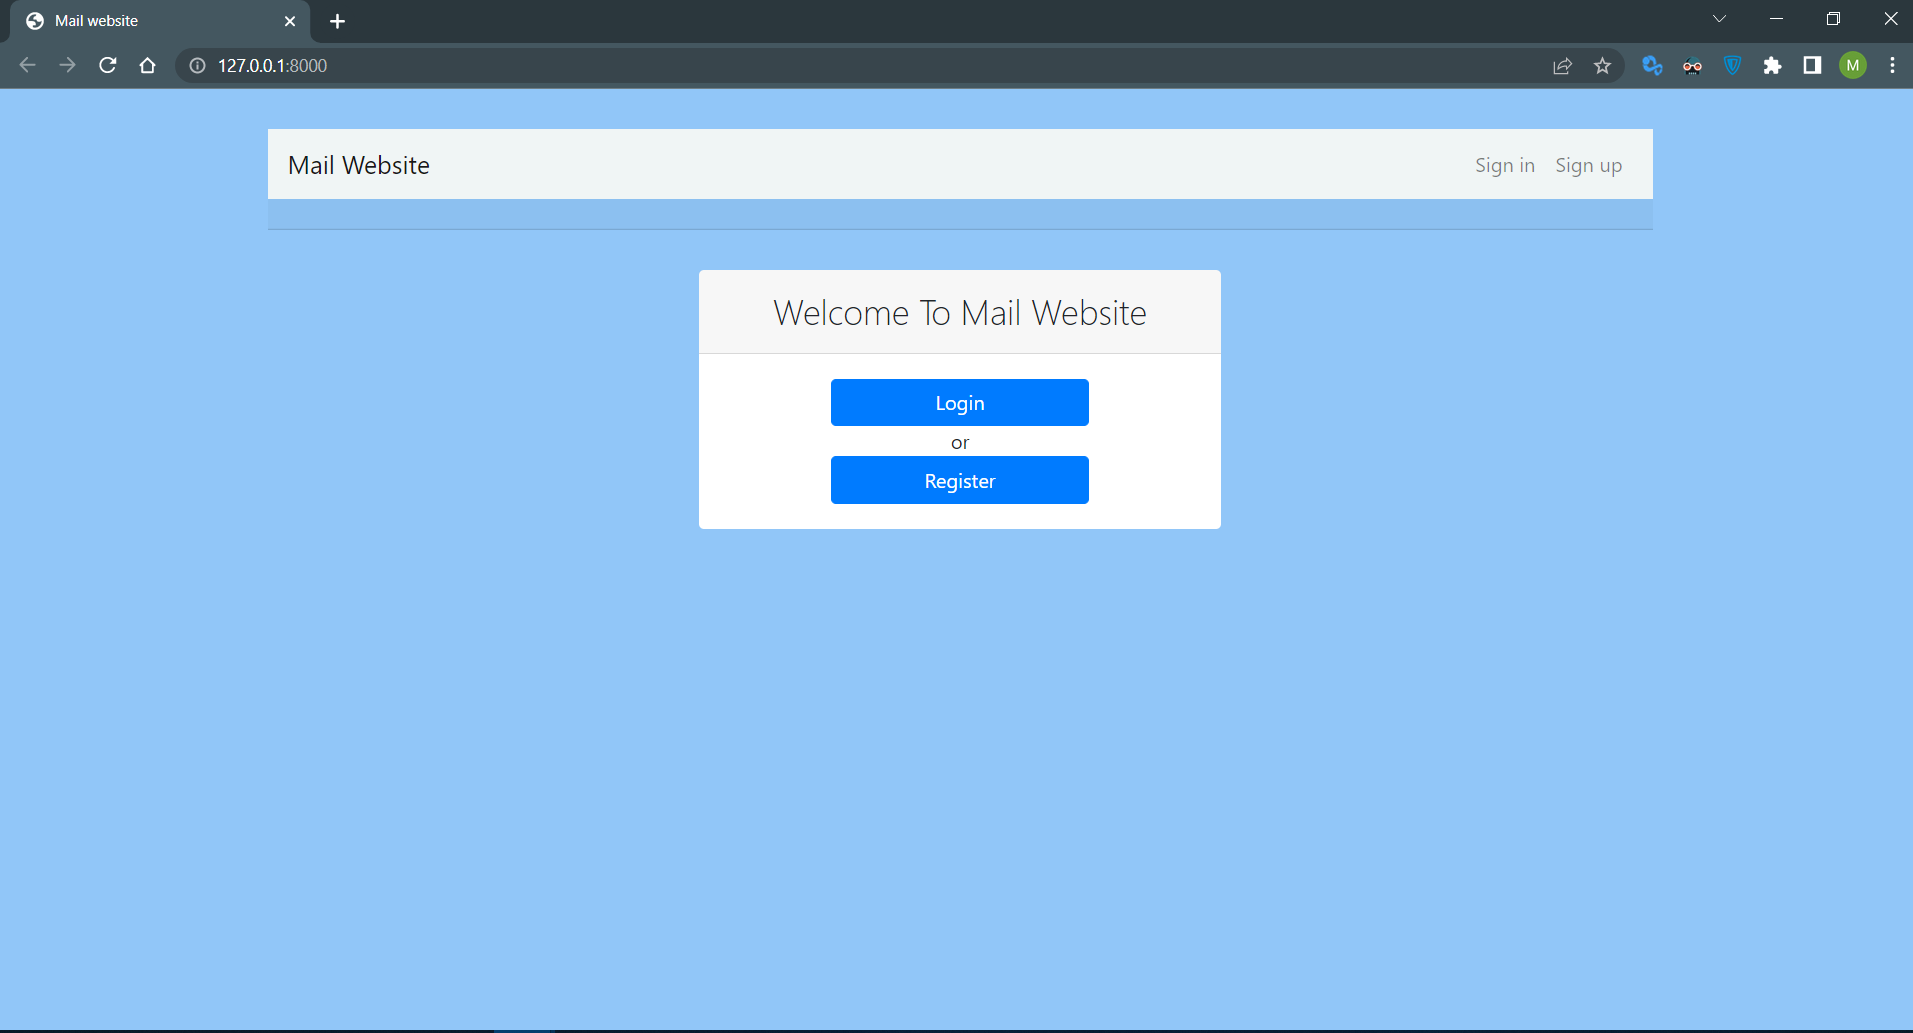 Mail website
127.0.0.1:8000
M
Mail Website
Sign in Sign up
Welcome To Mail Website
Login
or
Register